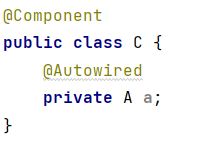 @Component
public class C {
    @Autowired
    private A a;
}